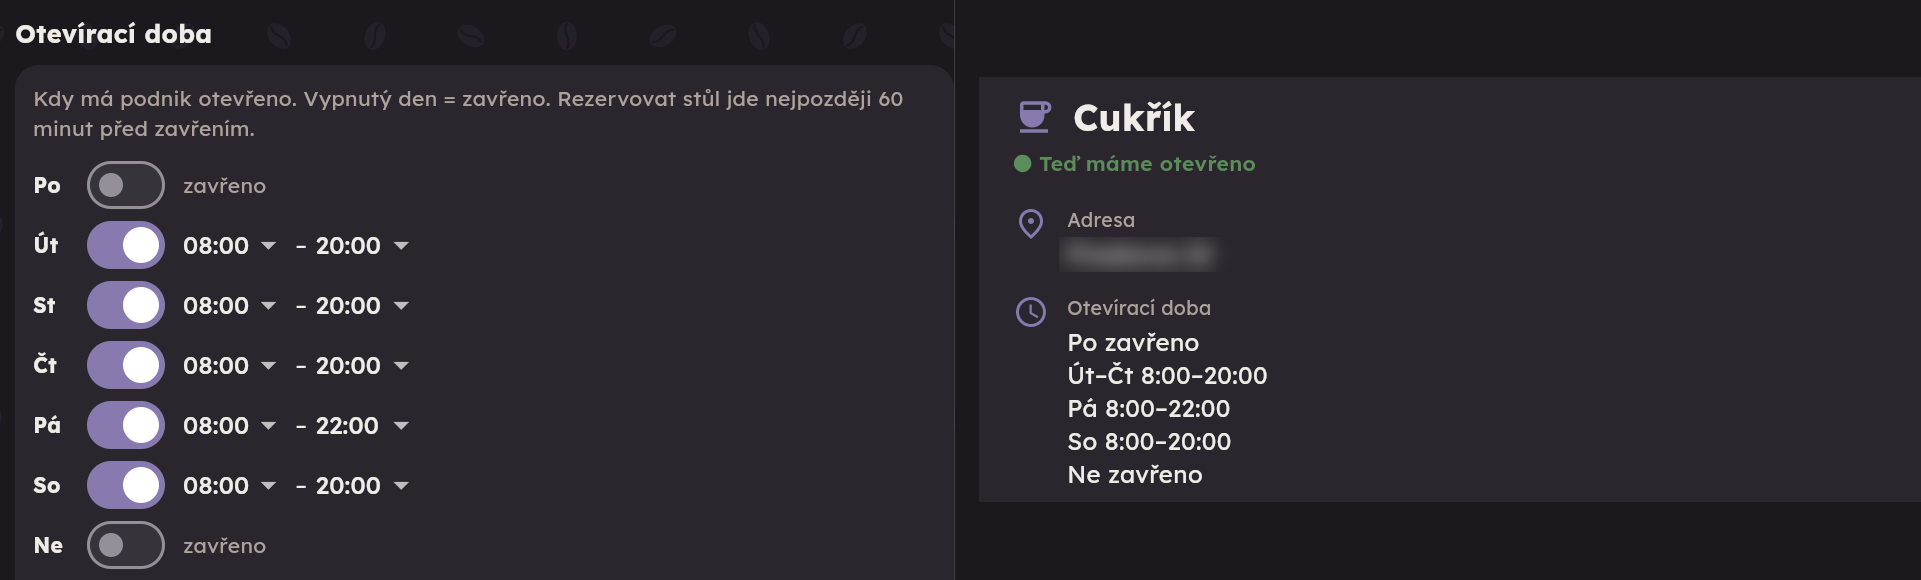 Otevírací doba
Kdy má podnik otevřeno. Vypnutý den = zavřeno. Rezervovat stůl jde nejpozději 60
minut před zavřením.
Po zavřeno
Út 08:00 – 20:00
St 08:00 – 20:00
Čt 08:00 – 20:00
Pá 08:00 – 22:00
So 08:00 – 20:00
Ne zavřeno
Cukřík
Teď máme otevřeno
Adresa
Otevírací doba
Po zavřeno
Út–Čt 8:00–20:00
Pá 8:00–22:00
So 8:00–20:00
Ne zavřeno